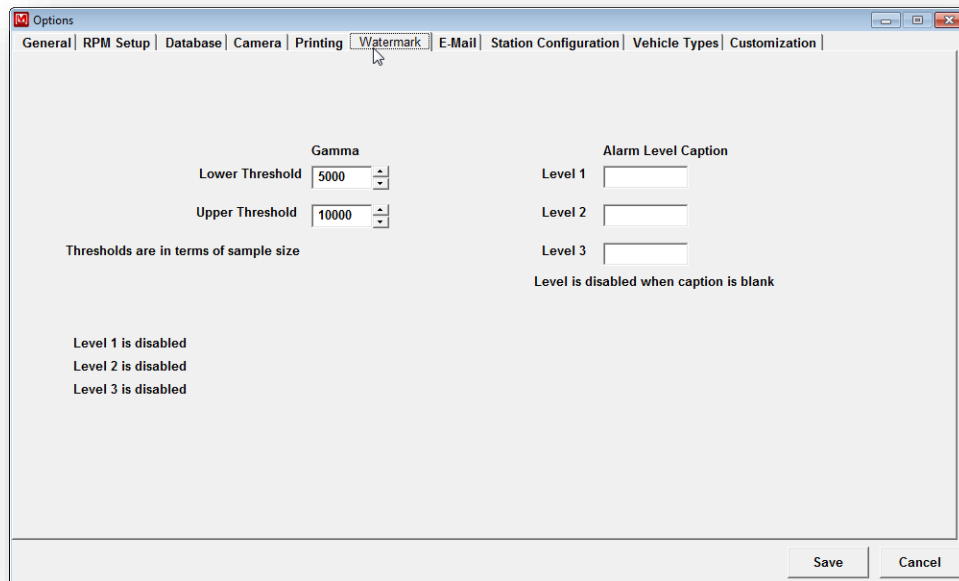 M Options
General RPM Setup Database Camera Printing Watermark E-Mail Station Configuration Vehicle Types Customization
Gamma
Lower Threshold 5000
Upper Threshold 10000
Thresholds are in terms of sample size
Alarm Level Caption
Level 1
Level 2
Level 3
Level is disabled when caption is blank
Level 1 is disabled
Level 2 is disabled
Level 3 is disabled
Save Cancel